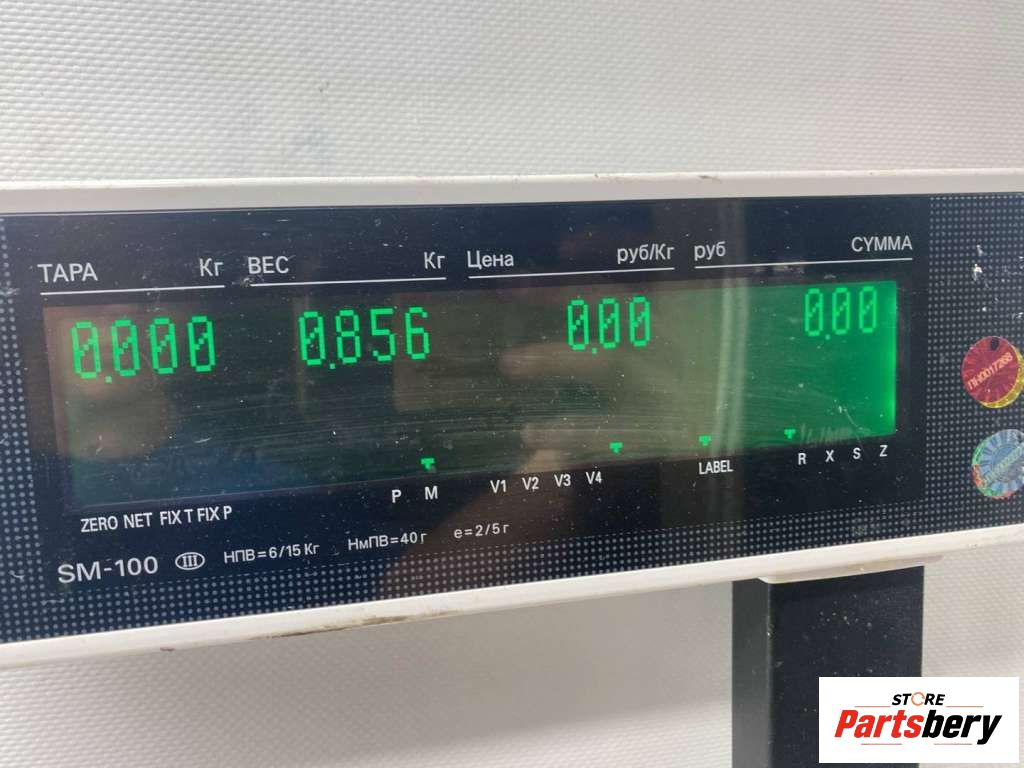 ТАРА Кг ВЕС Кг Цена руб/Кг руб СУММА
0.000 0.856 0.00 0.00
P M V1 V2 V3 V4 LABEL R X S Z
ZERO NET FIX T FIX P
SM-100 III НПВ=6/15 Кг НмПВ=40 г e=2/5 г
ПН0017268
STORE
Partsbery